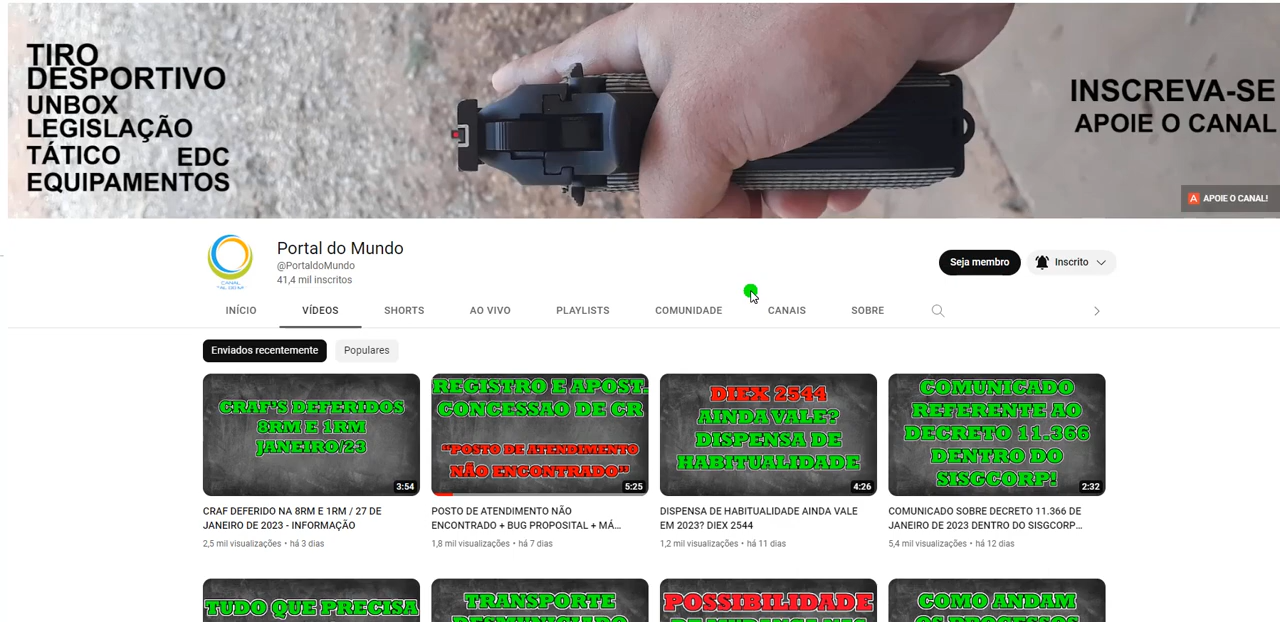 TIRO
DESPORTIVO
UNBOX
LEGISLAÇÃO
TÁTICO EDC
EQUIPAMENTOS
INSCREVA-SE
APOIE O CANAL
A APOIE O CANAL!
Portal do Mundo
@PortaldoMundo
41,4 mil inscritos
CANAL
Seja membro
Inscrito
INÍCIO VÍDEOS SHORTS AO VIVO PLAYLISTS COMUNIDADE CANAIS SOBRE
Enviados recentemente Populares
CRAF'S DEFERIDOS
8RM E 1RM
JANEIRO/23
3:54
REGISTRO E APOST.
CONCESSAO DE CR
"POSTO DE ATENDIMENTO
NÃO ENCONTRADO"
5:25
DIEX 2544
AINDA VALE?
DISPENSA DE
HABITUALIDADE
4:26
COMUNICADO
REFERENTE AO
DECRETO 11.366
DENTRO DO
SISGCORP!
2:32
CRAF DEFERIDO NA 8RM E 1RM / 27 DE
JANEIRO DE 2023 - INFORMAÇÃO
2,5 mil visualizações • há 3 dias
POSTO DE ATENDIMENTO NÃO
ENCONTRADO + BUG PROPOSITAL + MÁ...
1,8 mil visualizações • há 7 dias
DISPENSA DE HABITUALIDADE AINDA VALE
EM 2023? DIEX 2544
1,2 mil visualizações • há 11 dias
COMUNICADO SOBRE DECRETO 11.366 DE
JANEIRO DE 2023 DENTRO DO SISGCORP...
5,4 mil visualizações • há 12 dias
TUDO QUE PRECISA
TRANSPORTE
DESMUNICIADO
POSSIBILIDADE
DE MUDANÇA NAS
COMO ANDAM
OS PROCESSOS